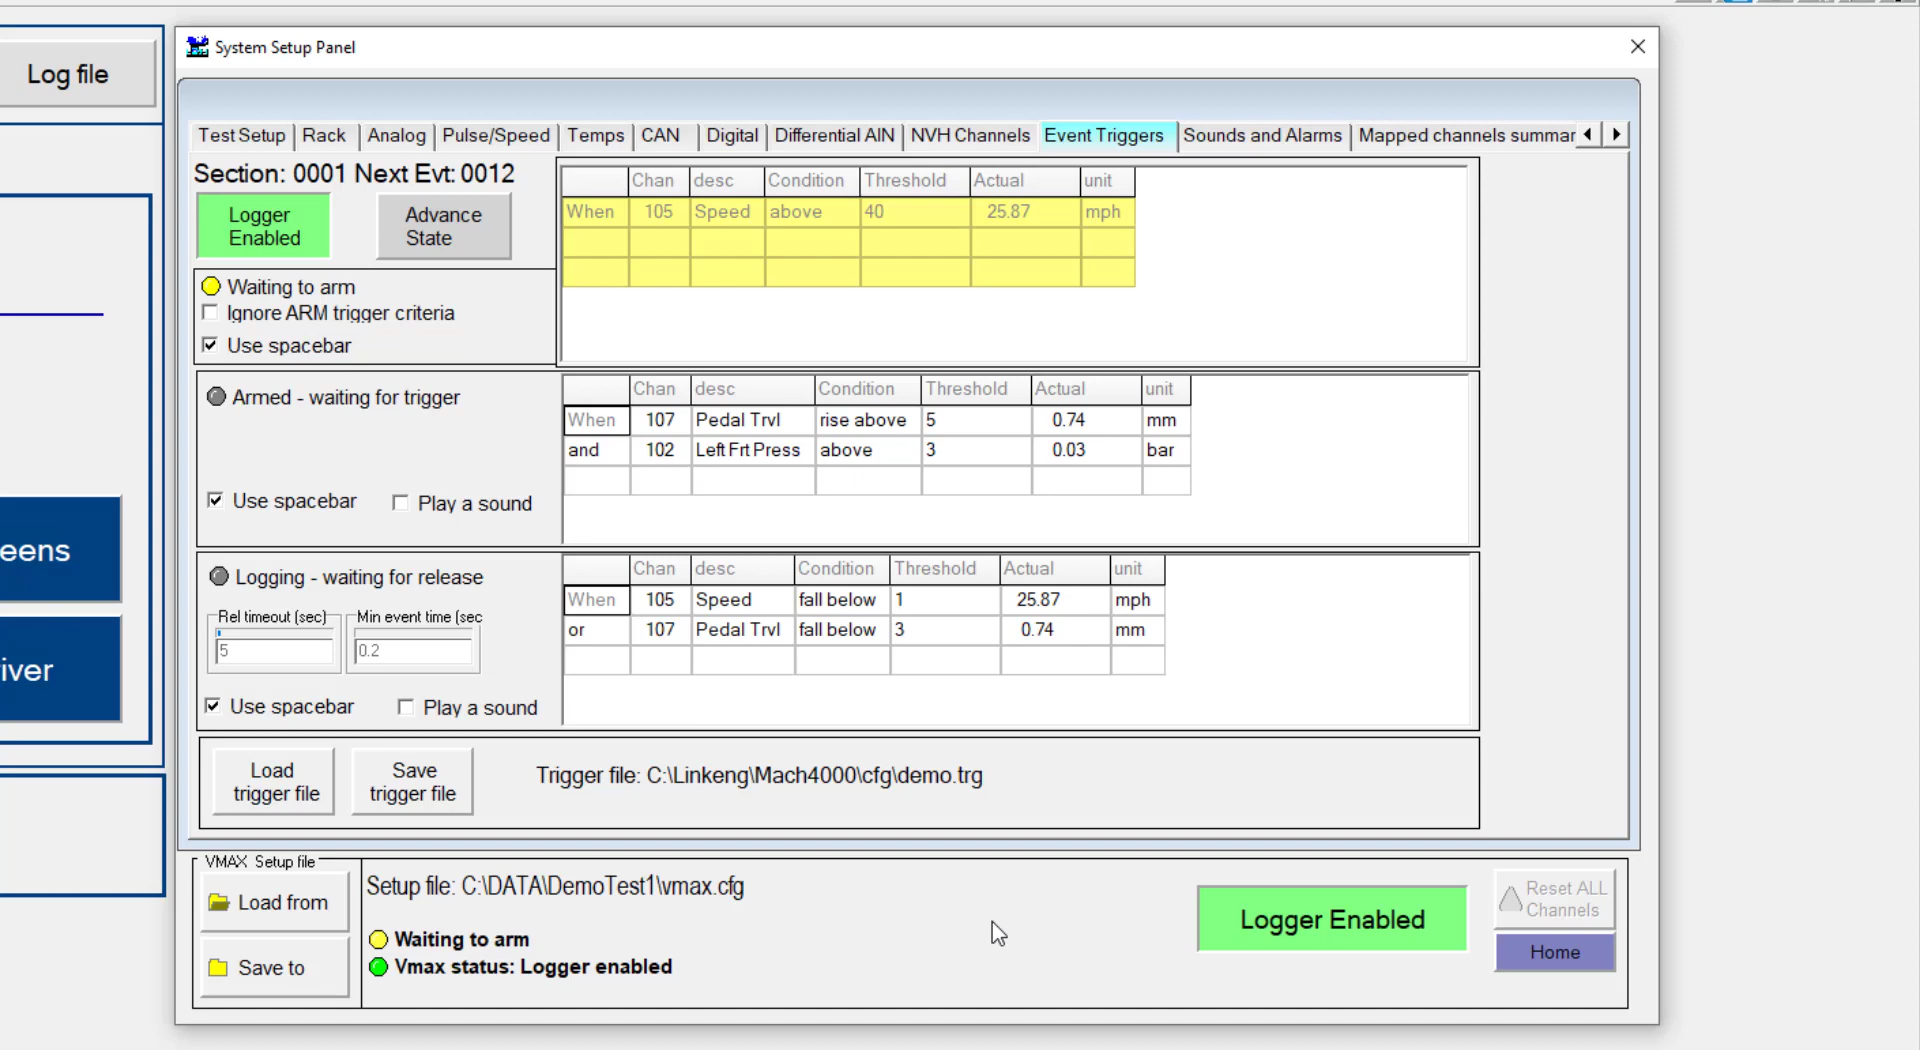 System Setup Panel
Log file
Test Setup Rack Analog Pulse/Speed Temps CAN Digital Differential AIN NVH Channels Event Triggers Sounds and Alarms Mapped channels summar
Section: 0001 Next Evt: 0012
Logger Enabled
Advance State
Chan desc Condition Threshold Actual unit
When 105 Speed above 40 25.87 mph
Waiting to arm
Ignore ARM trigger criteria
Use spacebar
Armed - waiting for trigger
Chan desc Condition Threshold Actual unit
When 107 Pedal Trvl rise above 5 0.74 mm
and 102 Left Frt Press above 3 0.03 bar
Use spacebar Play a sound
eens
Logging - waiting for release
Chan desc Condition Threshold Actual unit
When 105 Speed fall below 1 25.87 mph
or 107 Pedal Trvl fall below 3 0.74 mm
Rel timeout (sec) Min event time (sec
5 0.2
iver
Use spacebar Play a sound
Load trigger file
Save trigger file
Trigger file: C:\Linkeng\Mach4000\cfg\demo.trg
VMAX Setup file
Load from
Save to
Setup file: C:\DATA\DemoTest1\vmax.cfg
Waiting to arm
Vmax status: Logger enabled
Logger Enabled
Reset ALL Channels
Home